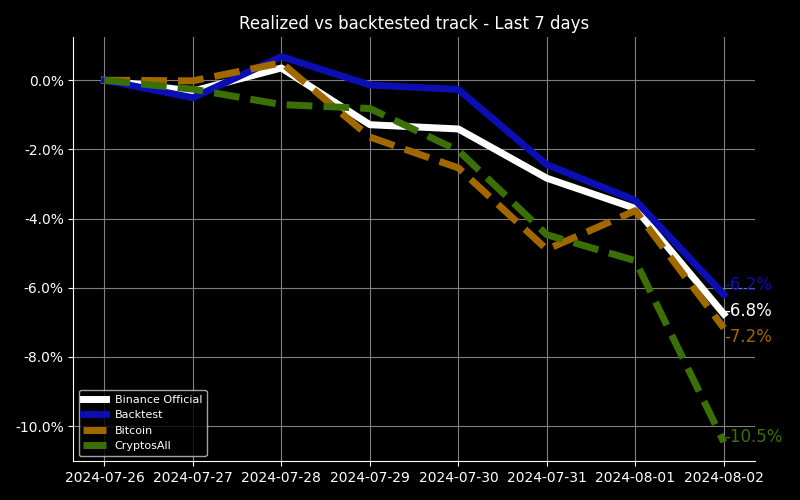 Realized vs backtested track - Last 7 days
0.0%
-2.0%
-4.0%
-6.0%
-8.0%
-10.0%
-6.2%
-6.8%
-7.2%
-10.5%
Binance Official
Backtest
Bitcoin
CryptosAll
2024-07-26 2024-07-27 2024-07-28 2024-07-29 2024-07-30 2024-07-31 2024-08-01 2024-08-02